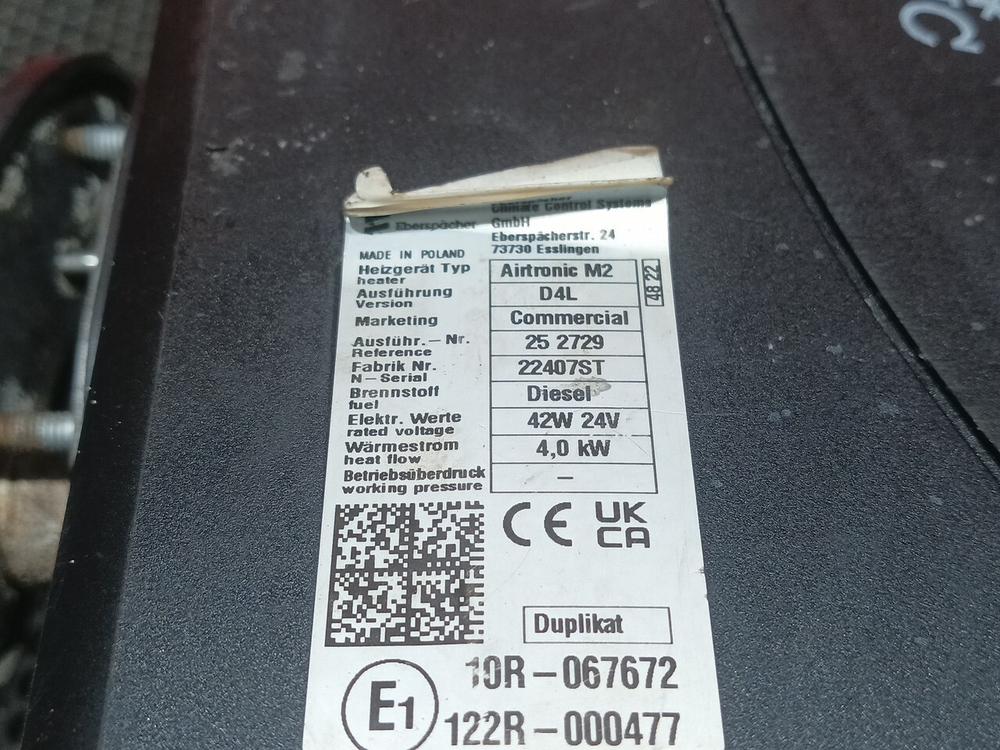 Eberspächer
Climate Control Systems
GmbH
Eberspächerstr. 24
73730 Esslingen
MADE IN POLAND
Heizgerät Typ
heater
Airtronic M2
48 22
Ausführung
Version
D4L
Marketing
Commercial
Ausführ.-Nr.
Reference
25 2729
Fabrik Nr.
N-Serial
22407ST
Brennstoff
fuel
Diesel
Elektr. Werte
rated voltage
42W 24V
Wärmestrom
heat flow
4,0 kW
Betriebsüberdruck
working pressure
–
CE
UK
CA
Duplikat
E1
10R-067672
122R-000477